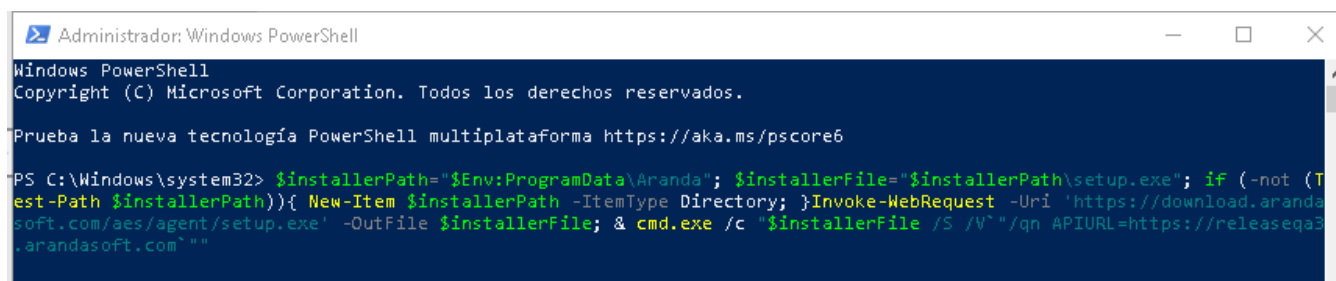 Administrador: Windows PowerShell
Windows PowerShell
Copyright (C) Microsoft Corporation. Todos los derechos reservados.
Prueba la nueva tecnología PowerShell multiplataforma https://aka.ms/pscore6
PS C:\Windows\system32> $installerPath="$Env:ProgramData\Aranda"; $installerFile="$installerPath\setup.exe"; if (-not (T
est-Path $installerPath)){ New-Item $installerPath -ItemType Directory; }Invoke-WebRequest -Uri 'https://download.aranda
soft.com/aes/agent/setup.exe' -OutFile $installerFile; & cmd.exe /c "$installerFile /S /V`"/qn APIURL=https://releaseqa3
.arandasoft.com`""